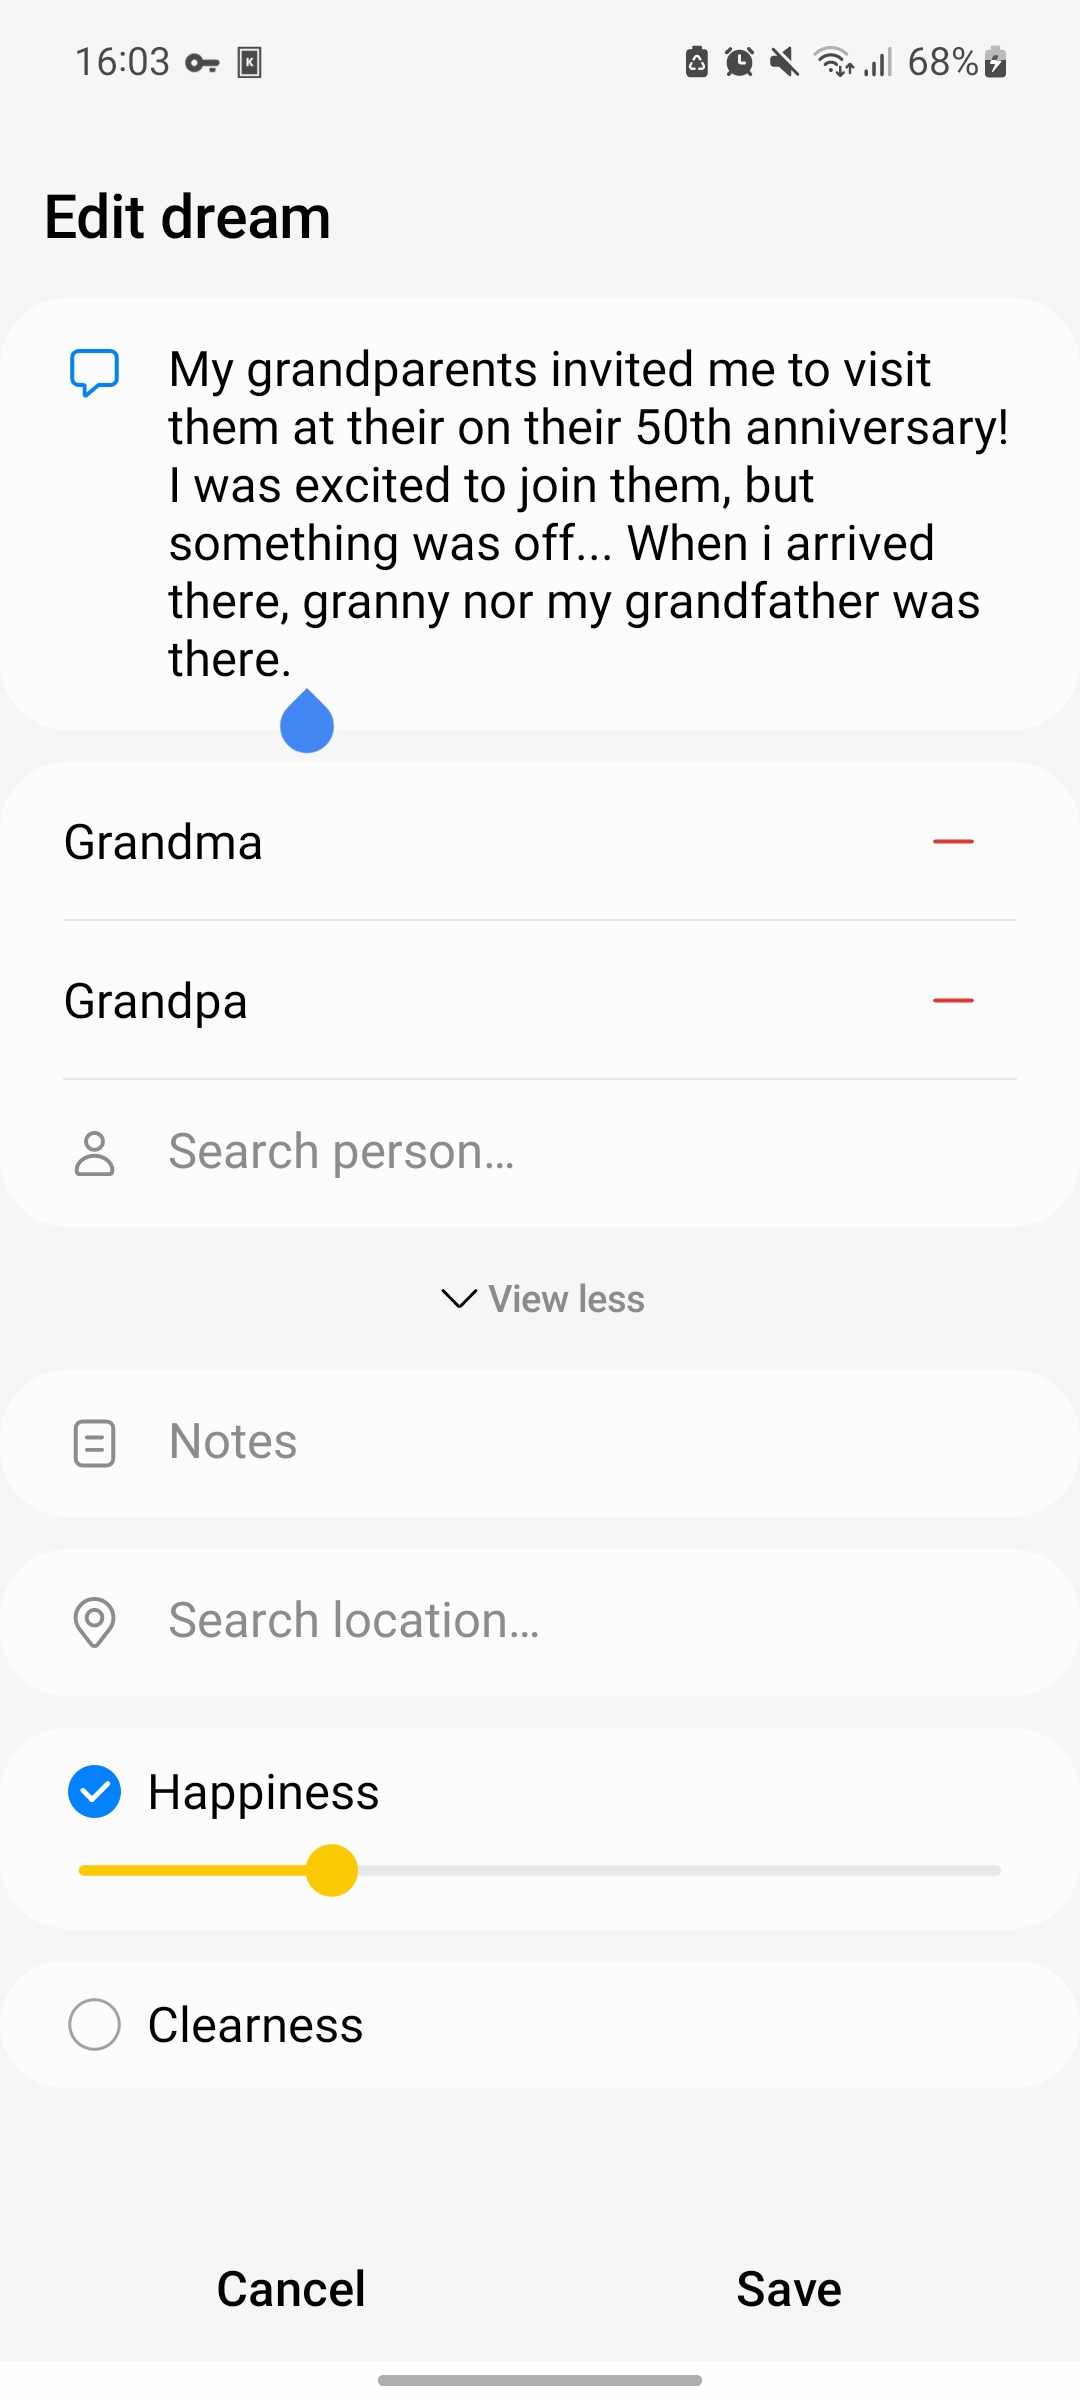 16:03
68%
Edit dream
My grandparents invited me to visit
them at their on their 50th anniversary!
I was excited to join them, but
something was off... When i arrived
there, granny nor my grandfather was
there.
Grandma
Grandpa
Search person...
View less
Notes
Search location...
Happiness
Clearness
Cancel
Save